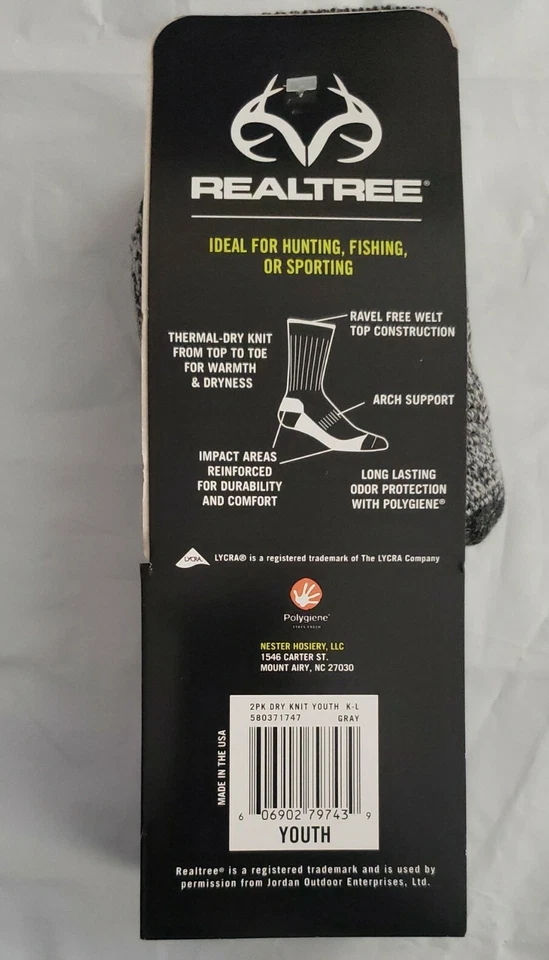 REALTREE®
IDEAL FOR HUNTING, FISHING,
OR SPORTING
RAVEL FREE WELT
TOP CONSTRUCTION
THERMAL-DRY KNIT
FROM TOP TO TOE
FOR WARMTH
& DRYNESS
ARCH SUPPORT
IMPACT AREAS
REINFORCED
FOR DURABILITY
AND COMFORT
LONG LASTING
ODOR PROTECTION
WITH POLYGIENE®
LYCRA
LYCRA® is a registered trademark of The LYCRA Company
Polygiene®
STAYS FRESH
NESTER HOSIERY, LLC
1546 CARTER ST.
MOUNT AIRY, NC 27030
MADE IN THE USA
2PK DRY KNIT YOUTH K-L
580371747 GRAY
6 06902 79743 9
YOUTH
Realtree® is a registered trademark and is used by
permission from Jordan Outdoor Enterprises, Ltd.